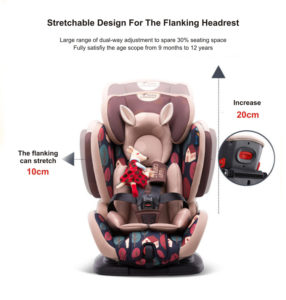 Stretchable Design For The Flanking Headrest
Large range of dual-way adjustment to spare 30% seating space
Fully satisfiy the age scope from 9 months to 12 years
Increase
20cm
The flanking
can stretch
10cm